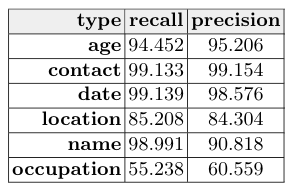 type recall precision
age 94.452 95.206
contact 99.133 99.154
date 99.139 98.576
location 85.208 84.304
name 98.991 90.818
occupation 55.238 60.559